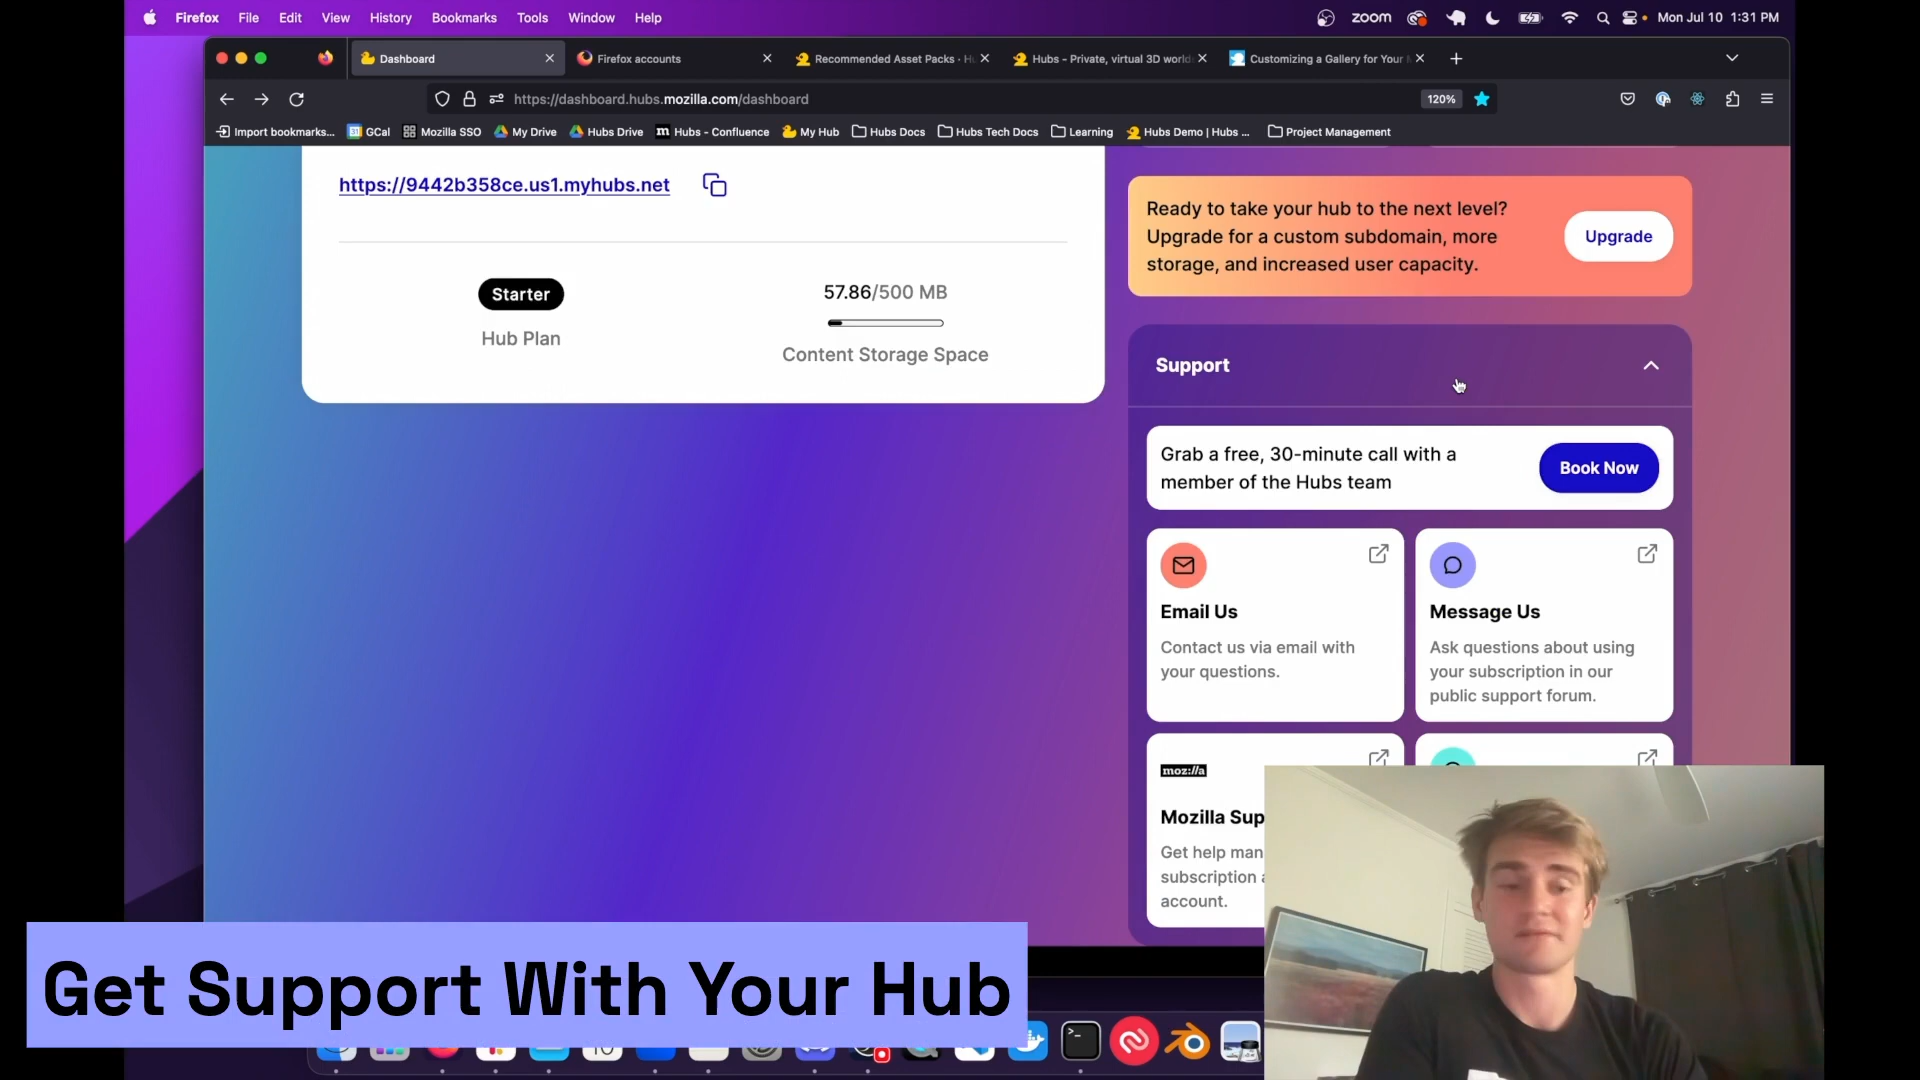 Firefox File Edit View History Bookmarks Tools Window Help
zoom Mon Jul 10 1:31 PM
Dashboard
Firefox accounts
Recommended Asset Packs
Hubs - Private, virtual 3D world
Customizing a Gallery for Your
https://dashboard.hubs.mozilla.com/dashboard
120%
Import bookmarks... GCal Mozilla SSO My Drive Hubs Drive Hubs - Confluence My Hub Hubs Docs Hubs Tech Docs Learning Hubs Demo | Hubs ... Project Management
https://9442b358ce.us1.myhubs.net
Starter
Hub Plan
57.86/500 MB
Content Storage Space
Ready to take your hub to the next level?
Upgrade for a custom subdomain, more
storage, and increased user capacity.
Upgrade
Support
Grab a free, 30-minute call with a
member of the Hubs team
Book Now
Email Us
Contact us via email with
your questions.
Message Us
Ask questions about using
your subscription in our
public support forum.
moz://a
Mozilla Sup
Get help man
subscription
account.
Get Support With Your Hub